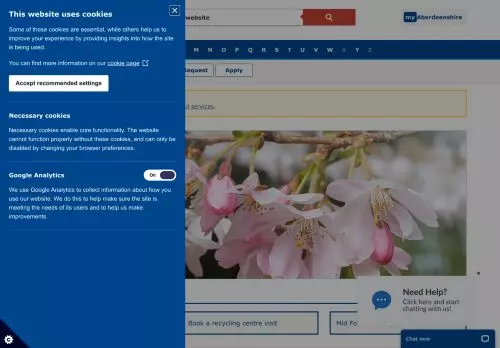 This website uses cookies
Some of these cookies are essential, while others help us to
improve your experience by providing insights into how the site
is being used.
You can find more information on our cookie page
Accept recommended settings
Necessary cookies
Necessary cookies enable core functionality. The website
cannot function properly without these cookies, and can only be
disabled by changing your browser preferences.
Google Analytics
On
We use Google Analytics to collect information about how you
use our website. We do this to help make sure the site is
meeting the needs of its users and to help us make
improvements.
website
myAberdeenshire
M N O P Q R S T U V W X Y Z
Request
Apply
services.
Book a recycling centre visit
Mid
Need Help?
Click here and start
chatting with us!
Chat now